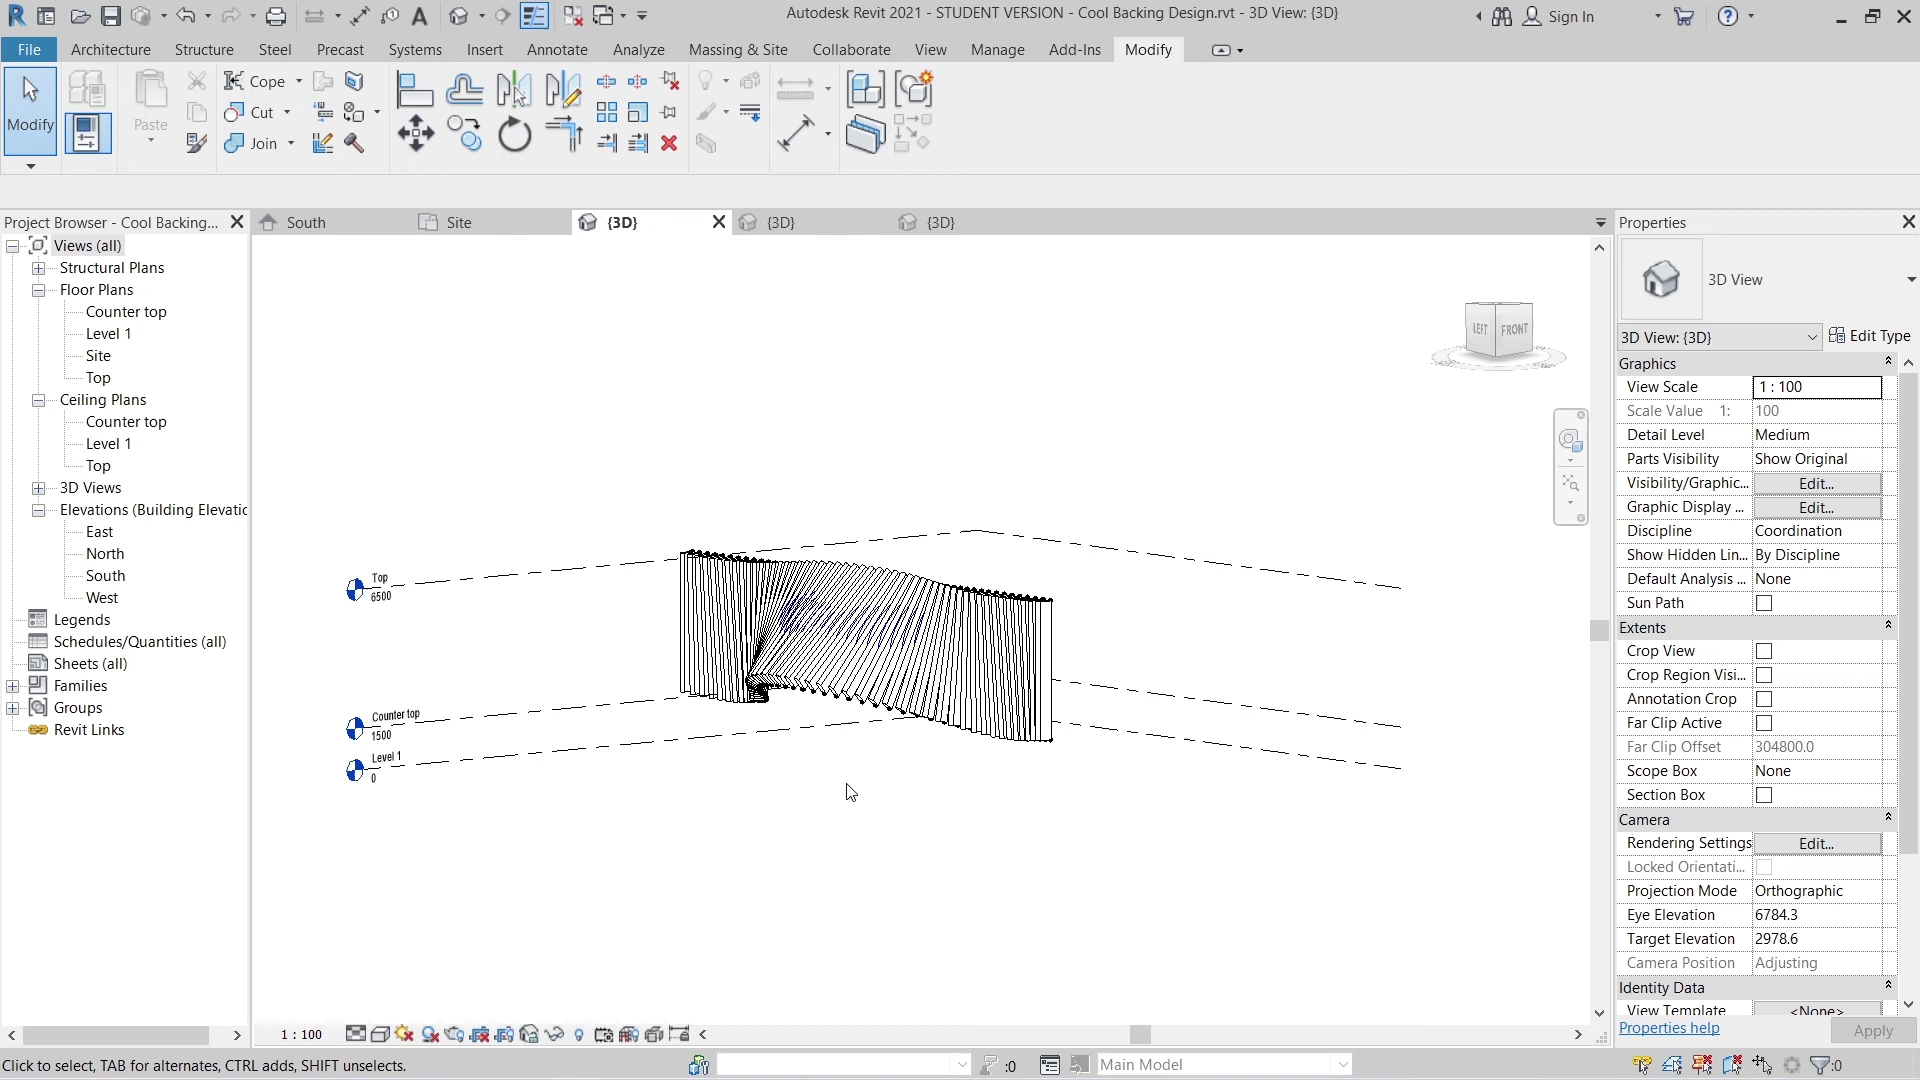 Autodesk Revit 2021 - STUDENT VERSION - Cool Backing Design.rvt - 3D View: {3D}
Sign In
File
Architecture
Structure
Steel
Precast
Systems
Insert
Annotate
Analyze
Massing & Site
Collaborate
View
Manage
Add-Ins
Modify
Modify
Paste
Cope
Cut
Join
Project Browser - Cool Backing...
South
Site
{3D}
{3D}
{3D}
Properties
Views (all)
Structural Plans
Floor Plans
Counter top
Level 1
Site
Top
Ceiling Plans
Counter top
Level 1
Top
3D Views
Elevations (Building Elevatic
East
North
South
West
Legends
Schedules/Quantities (all)
Sheets (all)
Families
Groups
Revit Links
Top
6500
Counter top
1500
Level 1
0
LEFT
FRONT
3D View
3D View: {3D}
Edit Type
Graphics
View Scale
1 : 100
Scale Value 1:
100
Detail Level
Medium
Parts Visibility
Show Original
Visibility/Graphic...
Edit...
Graphic Display ...
Edit...
Discipline
Coordination
Show Hidden Lin...
By Discipline
Default Analysis ...
None
Sun Path
Extents
Crop View
Crop Region Visi...
Annotation Crop
Far Clip Active
Far Clip Offset
304800.0
Scope Box
None
Section Box
Camera
Rendering Settings
Edit...
Locked Orientati...
Projection Mode
Orthographic
Eye Elevation
6784.3
Target Elevation
2978.6
Camera Position
Adjusting
Identity Data
View Template
<None>
Properties help
Apply
1 : 100
Click to select, TAB for alternates, CTRL adds, SHIFT unselects.
:0
Main Model
:0